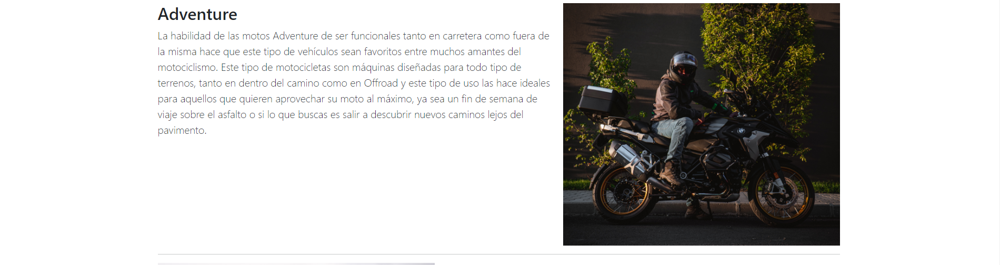 Adventure
La habilidad de las motos Adventure de ser funcionales tanto en carretera como fuera de
la misma hace que este tipo de vehículos sean favoritos entre muchos amantes del
motociclismo. Este tipo de motocicletas son máquinas diseñadas para todo tipo de
terrenos, tanto en dentro del camino como en Offroad y este tipo de uso las hace ideales
para aquellos que quieren aprovechar su moto al máximo, ya sea un fin de semana de
viaje sobre el asfalto o si lo que buscas es salir a descubrir nuevos caminos lejos del
pavimento.